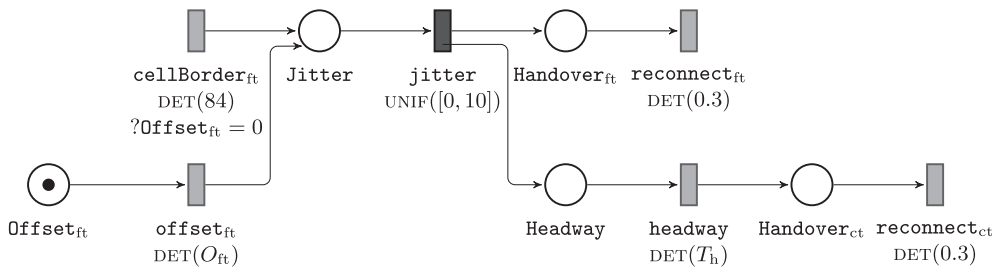 cellBorder_ft Jitter jitter Handover_ft reconnect_ft
DET(84) UNIF([0, 10]) DET(0.3)
?Offset_ft = 0
Offset_ft offset_ft Headway headway Handover_ct reconnect_ct
DET(O_ft) DET(T_h) DET(0.3)